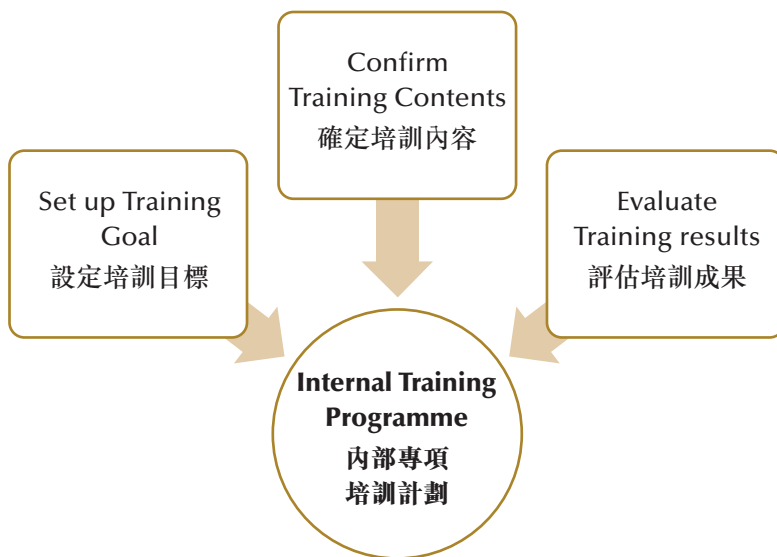 Confirm
Training Contents
確定培訓內容
Set up Training
Goal
設定培訓目標
Evaluate
Training results
評估培訓成果
Internal Training
Programme
內部專項
培訓計劃